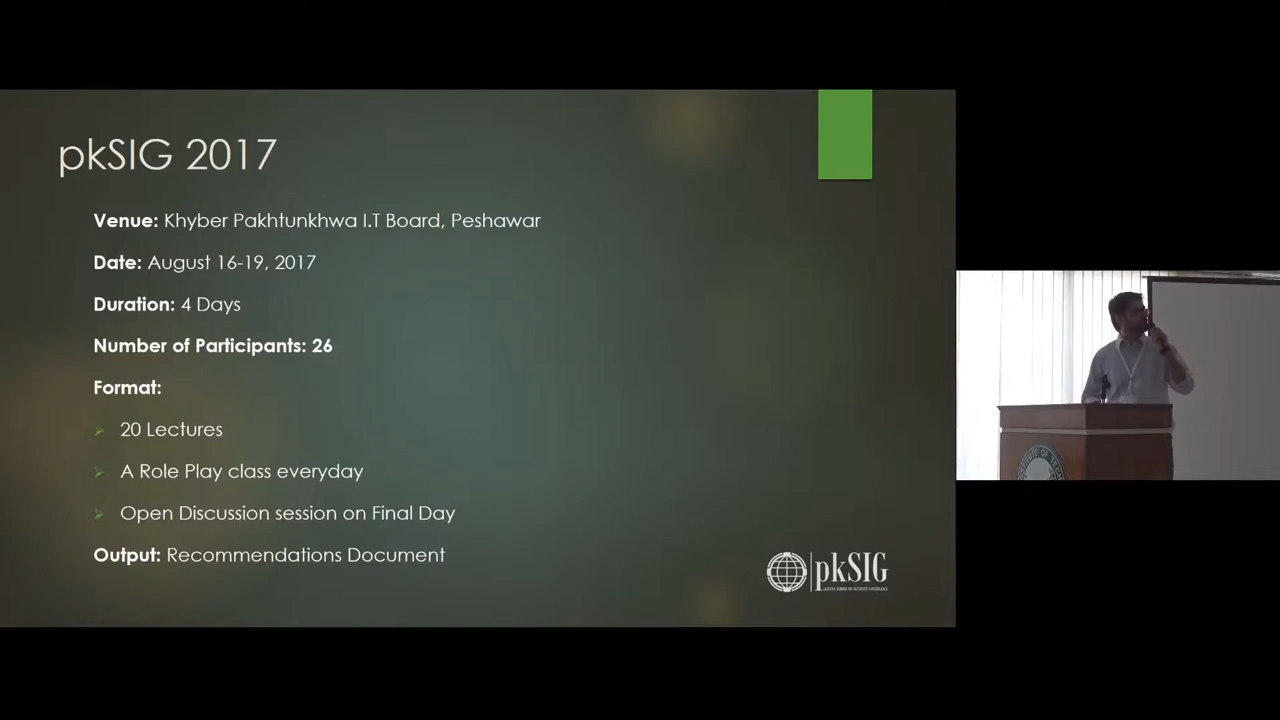 pkSIG 2017
Venue: Khyber Pakhtunkhwa I.T Board, Peshawar
Date: August 16-19, 2017
Duration: 4 Days
Number of Participants: 26
Format:
20 Lectures
A Role Play class everyday
Open Discussion session on Final Day
Output: Recommendations Document
pkSIG